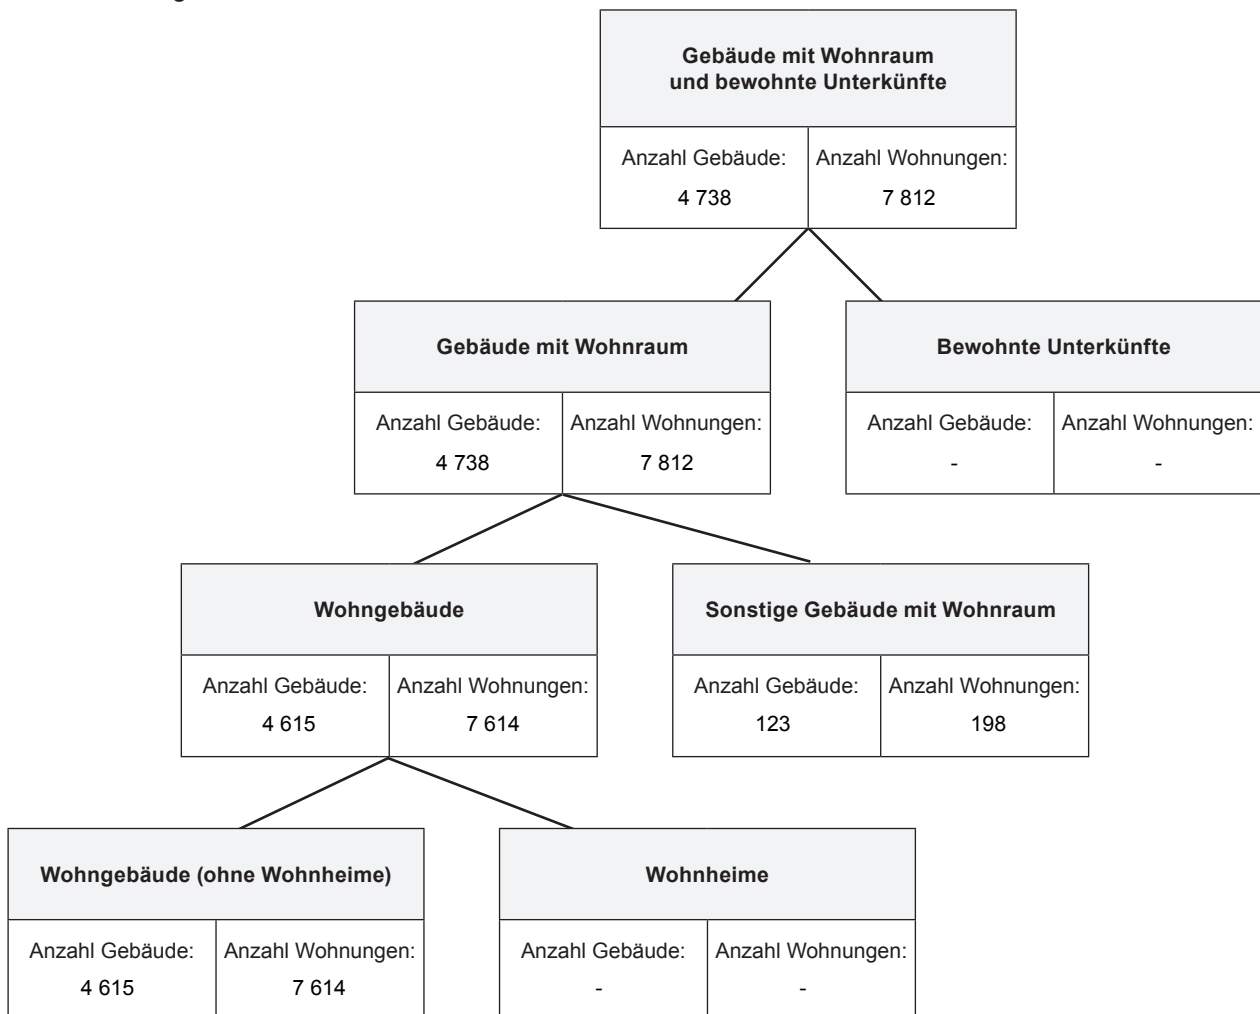 Gebäude mit Wohnraum
und bewohnte Unterkünfte
Anzahl Gebäude: Anzahl Wohnungen:
4 738 7 812
Gebäude mit Wohnraum Bewohnte Unterkünfte
Anzahl Gebäude: Anzahl Wohnungen: Anzahl Gebäude: Anzahl Wohnungen:
4 738 7 812 - -
Wohngebäude Sonstige Gebäude mit Wohnraum
Anzahl Gebäude: Anzahl Wohnungen: Anzahl Gebäude: Anzahl Wohnungen:
4 615 7 614 123 198
Wohngebäude (ohne Wohnheime) Wohnheime
Anzahl Gebäude: Anzahl Wohnungen: Anzahl Gebäude: Anzahl Wohnungen:
4 615 7 614 - -